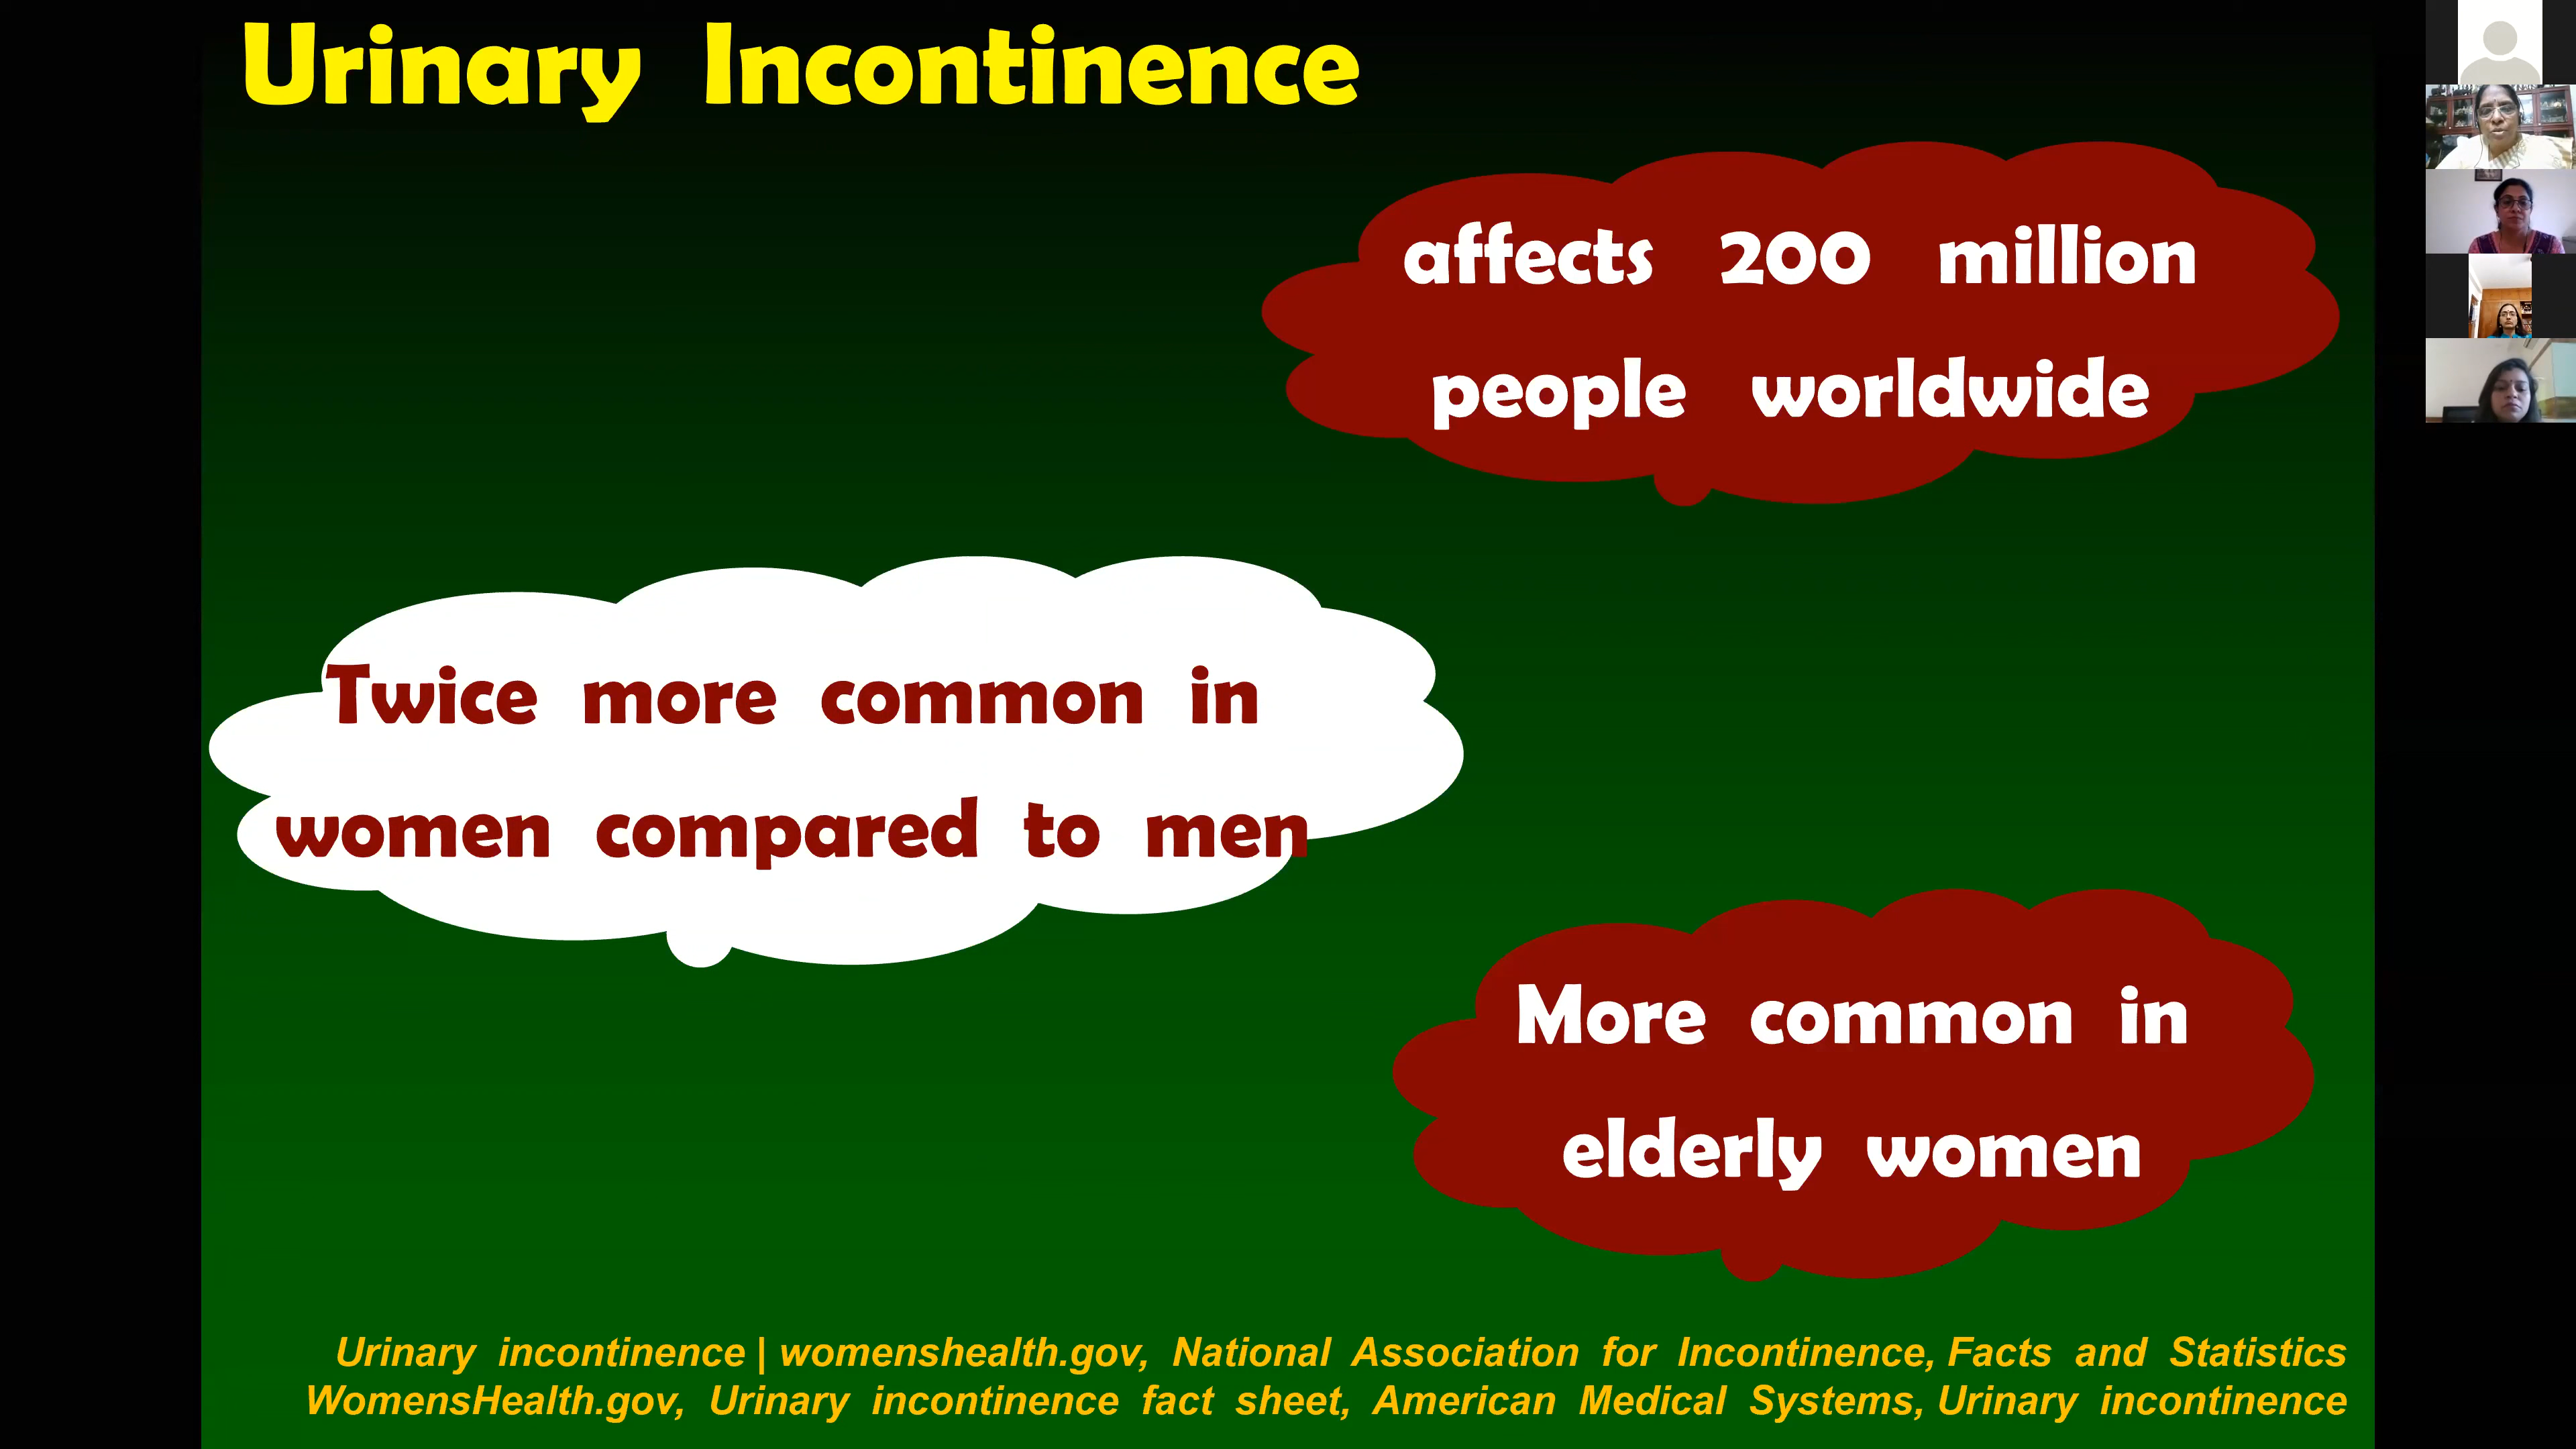 Urinary Incontinence
affects 200 million
people worldwide
Twice more common in
women compared to men
More common in
elderly women
Urinary incontinence | womenshealth.gov, National Association for Incontinence, Facts and Statistics
WomensHealth.gov, Urinary incontinence fact sheet, American Medical Systems, Urinary incontinence